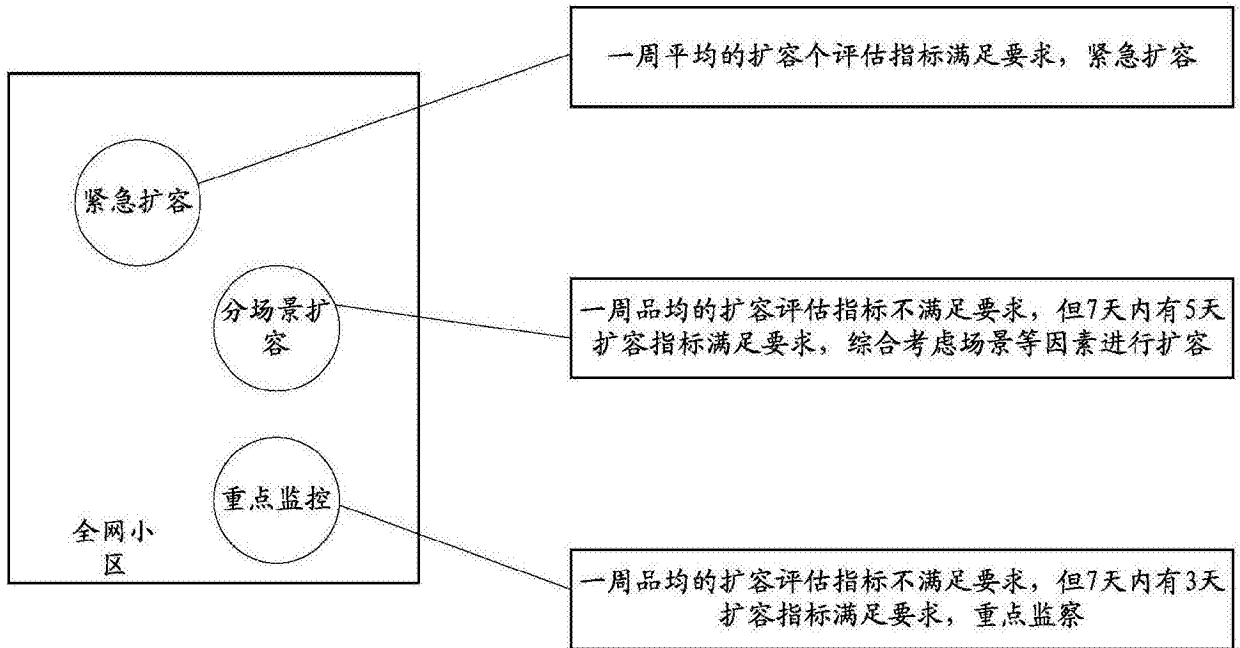 一周平均的扩容个评估指标满足要求，紧急扩容
紧急扩容
分场景扩
容
一周品均的扩容评估指标不满足要求，但7天内有5天
扩容指标满足要求，综合考虑场景等因素进行扩容
重点监控
全网小
区
一周品均的扩容评估指标不满足要求，但7天内有3天
扩容指标满足要求，重点监察